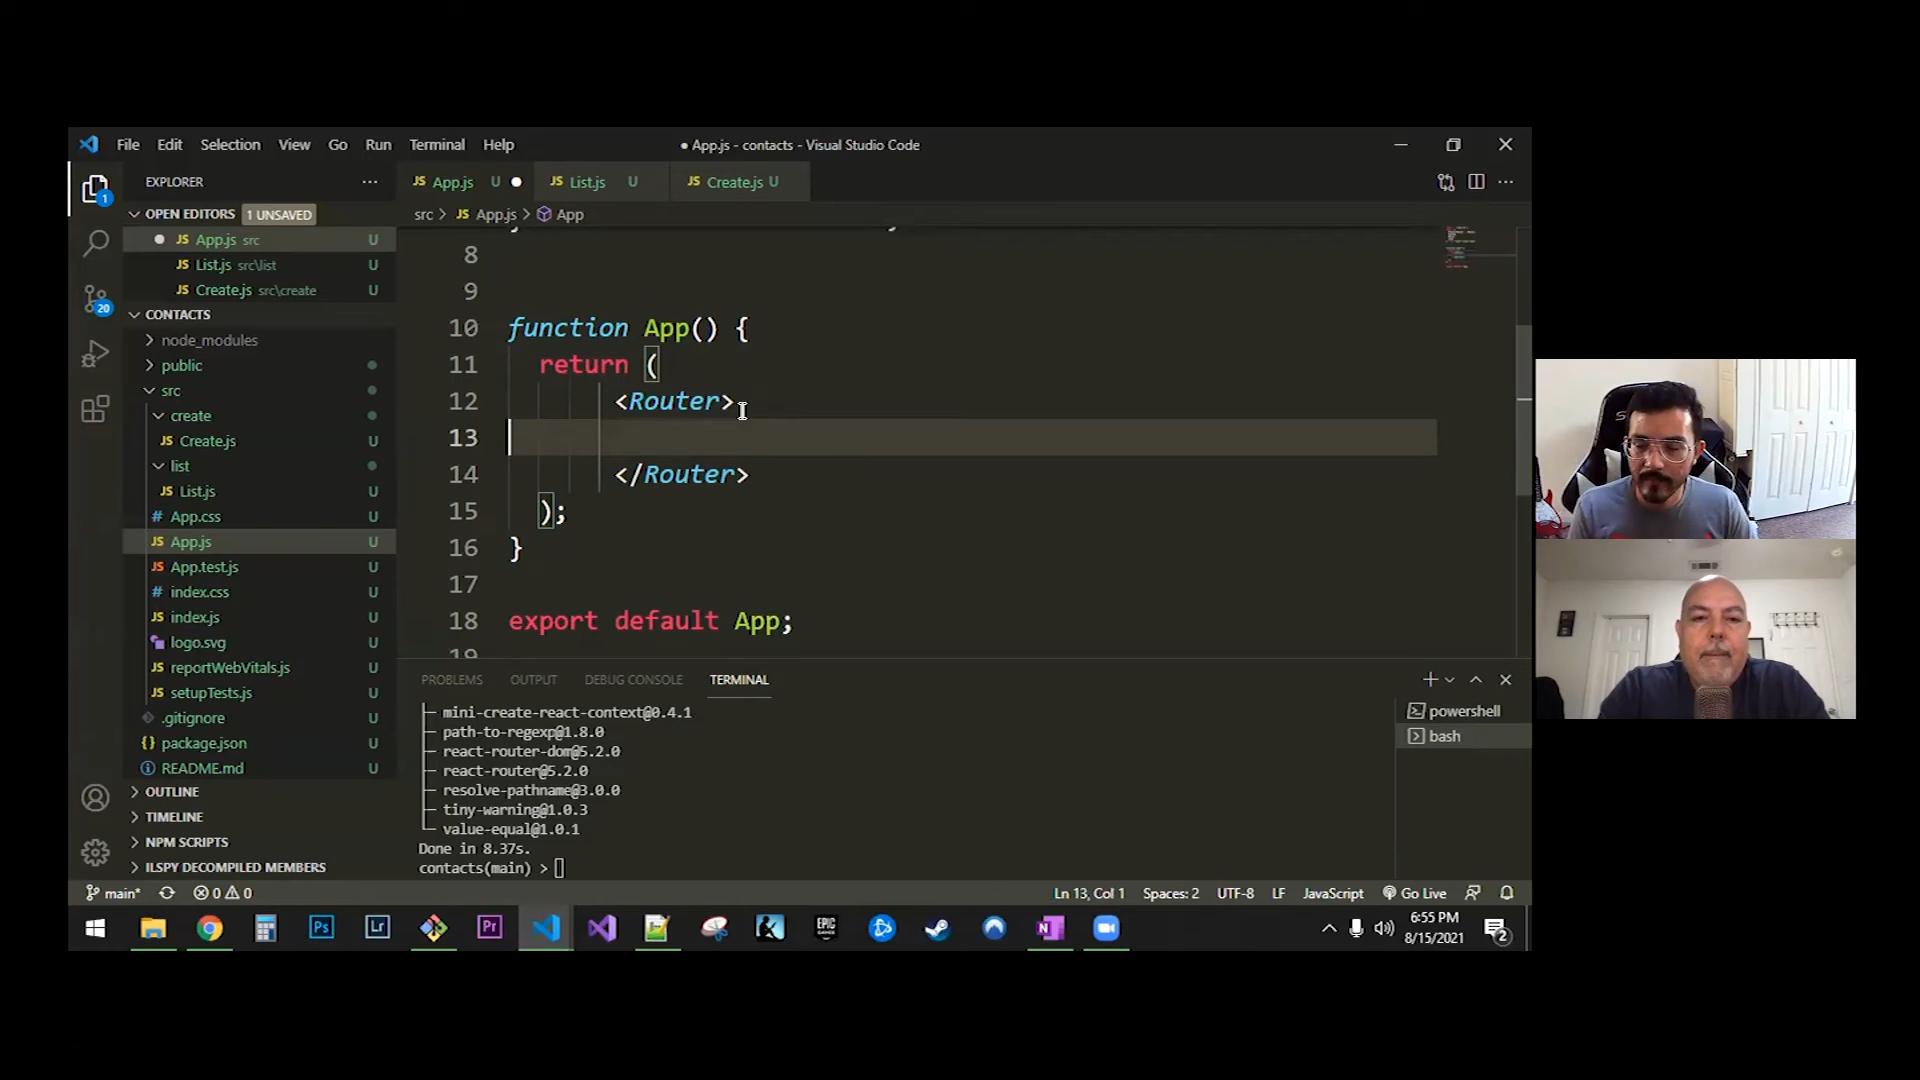 File Edit Selection View Go Run Terminal Help
● App.js - contacts - Visual Studio Code
EXPLORER
App.js U
List.js U
Create.js U
OPEN EDITORS 1 UNSAVED
src > App.js > App
App.js src U
List.js src\list U
Create.js src\create U
CONTACTS
node_modules
public
src
create
Create.js U
list
List.js U
App.css U
App.js U
App.test.js U
index.css U
index.js U
logo.svg U
reportWebVitals.js U
setupTests.js U
.gitignore U
package.json U
README.md U
OUTLINE
TIMELINE
NPM SCRIPTS
ILSPY DECOMPILED MEMBERS
8
9
10 function App() {
11 return (
12 <Router>
13
14 </Router>
15 );
16 }
17
18 export default App;
19
PROBLEMS OUTPUT DEBUG CONSOLE TERMINAL
├─ mini-create-react-context@0.4.1
├─ path-to-regexp@1.8.0
├─ react-router-dom@5.2.0
├─ react-router@5.2.0
├─ resolve-pathname@3.0.0
├─ tiny-warning@1.0.3
└─ value-equal@1.0.1
Done in 8.37s.
contacts(main) >
powershell
bash
main* 0 0
Ln 13, Col 1 Spaces: 2 UTF-8 LF JavaScript Go Live
1
20
Ps
Lr
Pr
EPIC GAMES
N
6:55 PM
8/15/2021
2